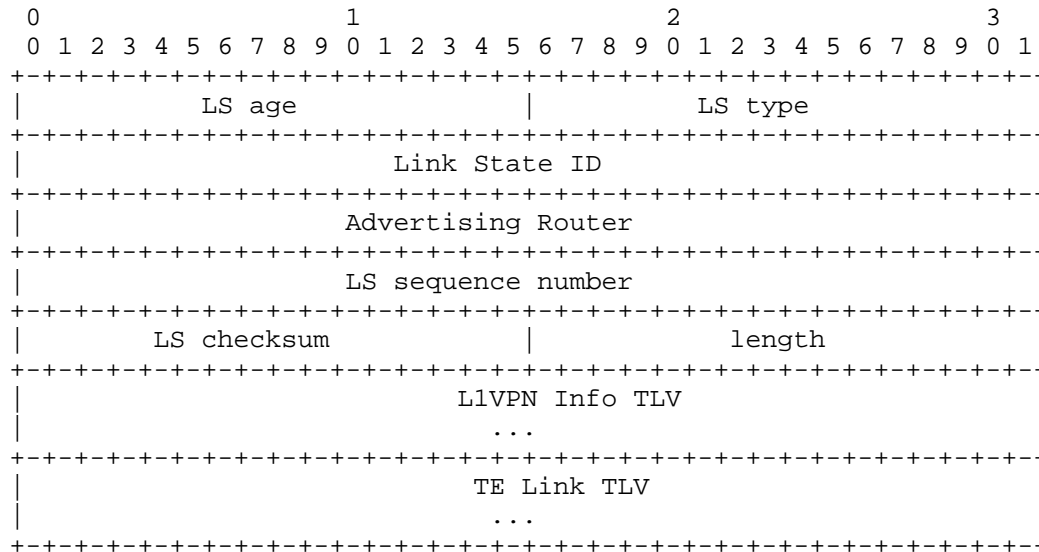 0                   1                   2                   3
0 1 2 3 4 5 6 7 8 9 0 1 2 3 4 5 6 7 8 9 0 1 2 3 4 5 6 7 8 9 0 1
+-+-+-+-+-+-+-+-+-+-+-+-+-+-+-+-+-+-+-+-+-+-+-+-+-+-+-+-+-+-+-+--
|           LS age              |          LS type
+-+-+-+-+-+-+-+-+-+-+-+-+-+-+-+-+-+-+-+-+-+-+-+-+-+-+-+-+-+-+-+--
|                       Link State ID
+-+-+-+-+-+-+-+-+-+-+-+-+-+-+-+-+-+-+-+-+-+-+-+-+-+-+-+-+-+-+-+--
|                    Advertising Router
+-+-+-+-+-+-+-+-+-+-+-+-+-+-+-+-+-+-+-+-+-+-+-+-+-+-+-+-+-+-+-+--
|                    LS sequence number
+-+-+-+-+-+-+-+-+-+-+-+-+-+-+-+-+-+-+-+-+-+-+-+-+-+-+-+-+-+-+-+--
|        LS checksum            |            length
+-+-+-+-+-+-+-+-+-+-+-+-+-+-+-+-+-+-+-+-+-+-+-+-+-+-+-+-+-+-+-+--
|                           L1VPN Info TLV
|                             ...
+-+-+-+-+-+-+-+-+-+-+-+-+-+-+-+-+-+-+-+-+-+-+-+-+-+-+-+-+-+-+-+--
|                            TE Link TLV
|                             ...
+-+-+-+-+-+-+-+-+-+-+-+-+-+-+-+-+-+-+-+-+-+-+-+-+-+-+-+-+-+-+-+--